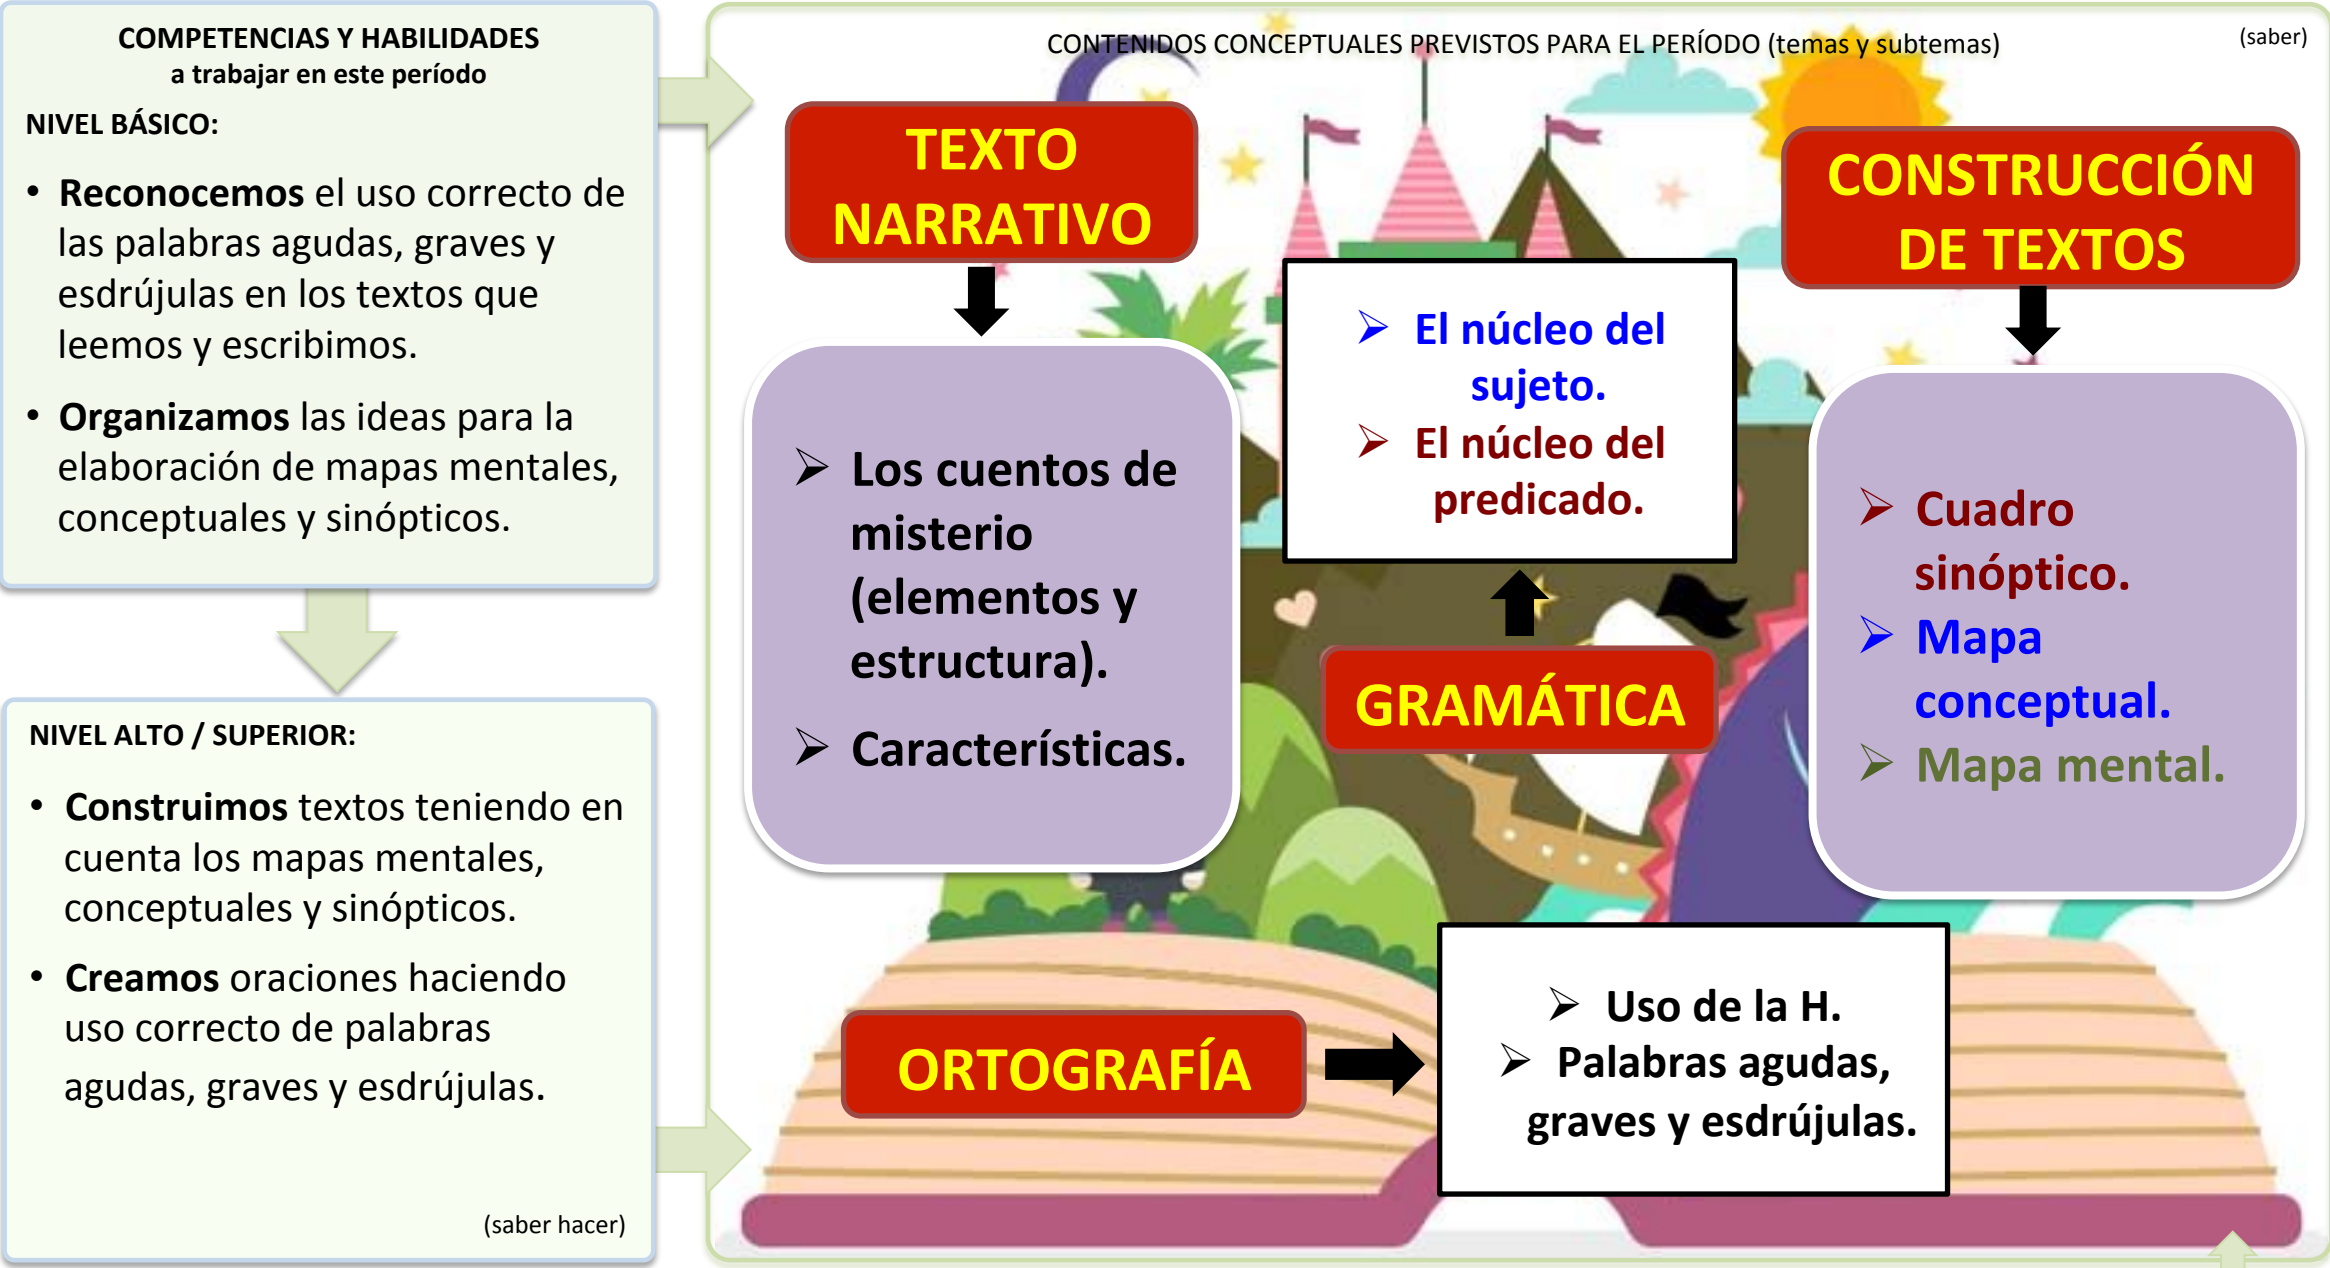 COMPETENCIAS Y HABILIDADES
a trabajar en este período
NIVEL BÁSICO:
• Reconocemos el uso correcto de
las palabras agudas, graves y
esdrújulas en los textos que
leemos y escribimos.
• Organizamos las ideas para la
elaboración de mapas mentales,
conceptuales y sinópticos.
NIVEL ALTO / SUPERIOR:
• Construimos textos teniendo en
cuenta los mapas mentales,
conceptuales y sinópticos.
• Creamos oraciones haciendo
uso correcto de palabras
agudas, graves y esdrújulas.
(saber hacer)
CONTENIDOS CONCEPTUALES PREVISTOS PARA EL PERÍODO (temas y subtemas)
(saber)
TEXTO
NARRATIVO
➢ Los cuentos de
misterio
(elementos y
estructura).
➢ Características.
➢ El núcleo del
sujeto.
➢ El núcleo del
predicado.
GRAMÁTICA
CONSTRUCCIÓN
DE TEXTOS
➢ Cuadro
sinóptico.
➢ Mapa
conceptual.
➢ Mapa mental.
ORTOGRAFÍA
➢ Uso de la H.
➢ Palabras agudas,
graves y esdrújulas.